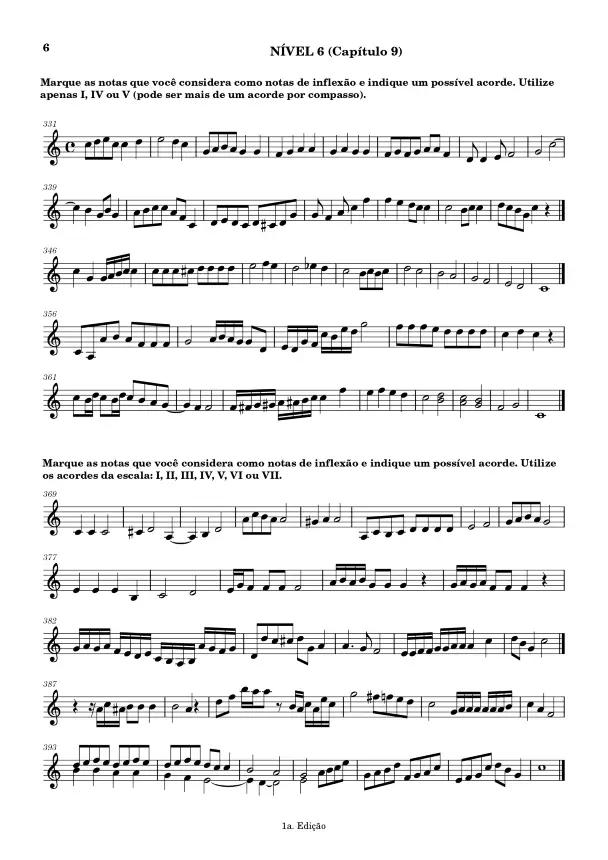 6
NÍVEL 6 (Capítulo 9)
Marque as notas que você considera como notas de inflexão e indique um possível acorde. Utilize
apenas I, IV ou V (pode ser mais de um acorde por compasso).
331
339
346
356
361
Marque as notas que você considera como notas de inflexão e indique um possível acorde. Utilize
os acordes da escala: I, II, III, IV, V, VI ou VII.
369
377
382
387
393
1a. Edição